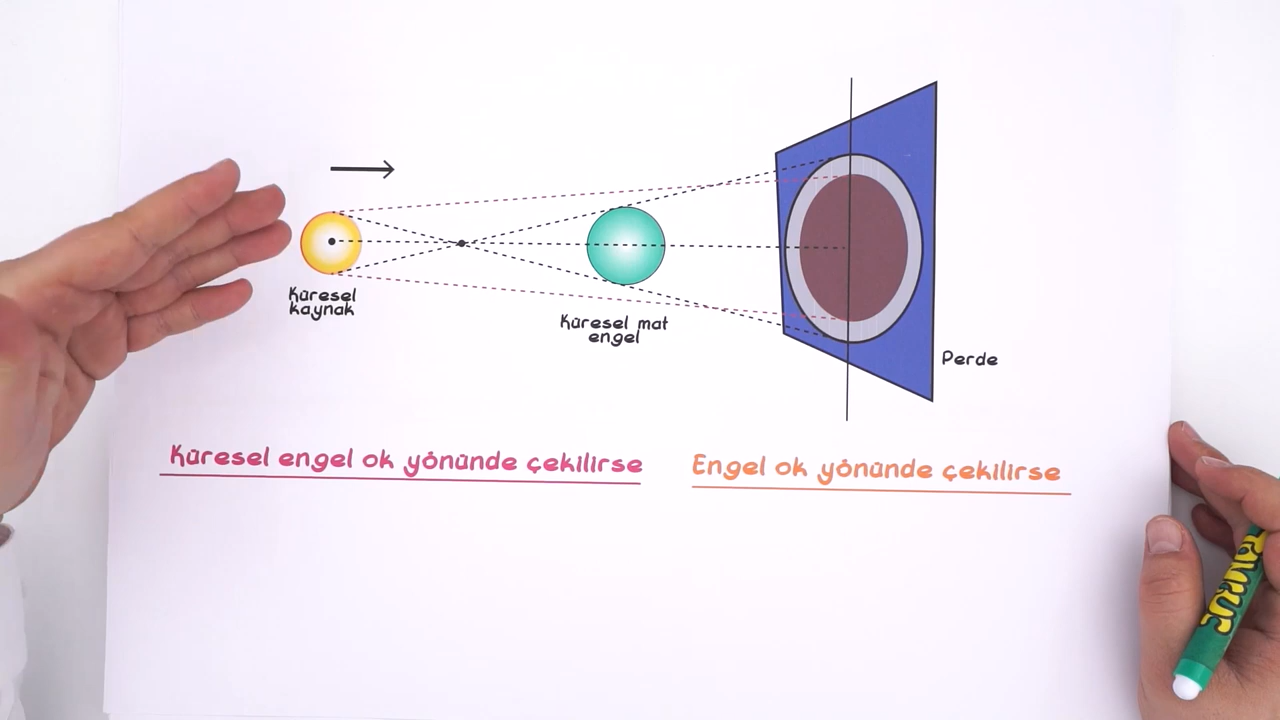 Küresel
kaynak
Küresel mat
engel
Perde
Küresel engel ok yönünde çekilirse
Engel ok yönünde çekilirse